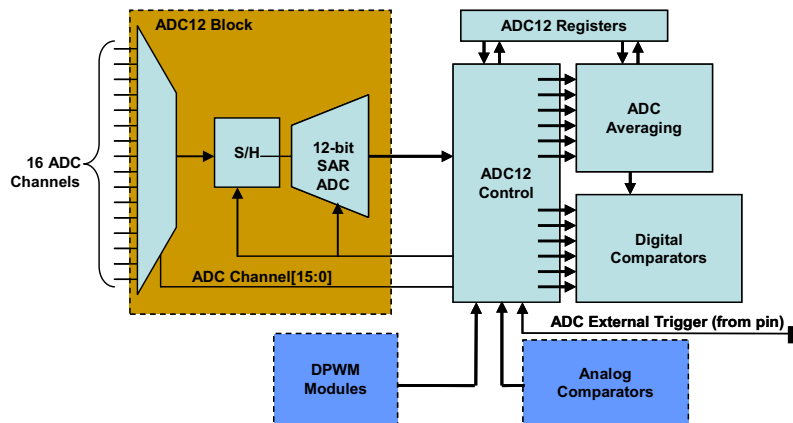 ADC12 Block
ADC12 Registers
16 ADC
Channels
S/H
12-bit
SAR
ADC
ADC12
Control
ADC
Averaging
Digital
Comparators
ADC Channel[15:0]
ADC External Trigger (from pin)
DPWM
Modules
Analog
Comparators